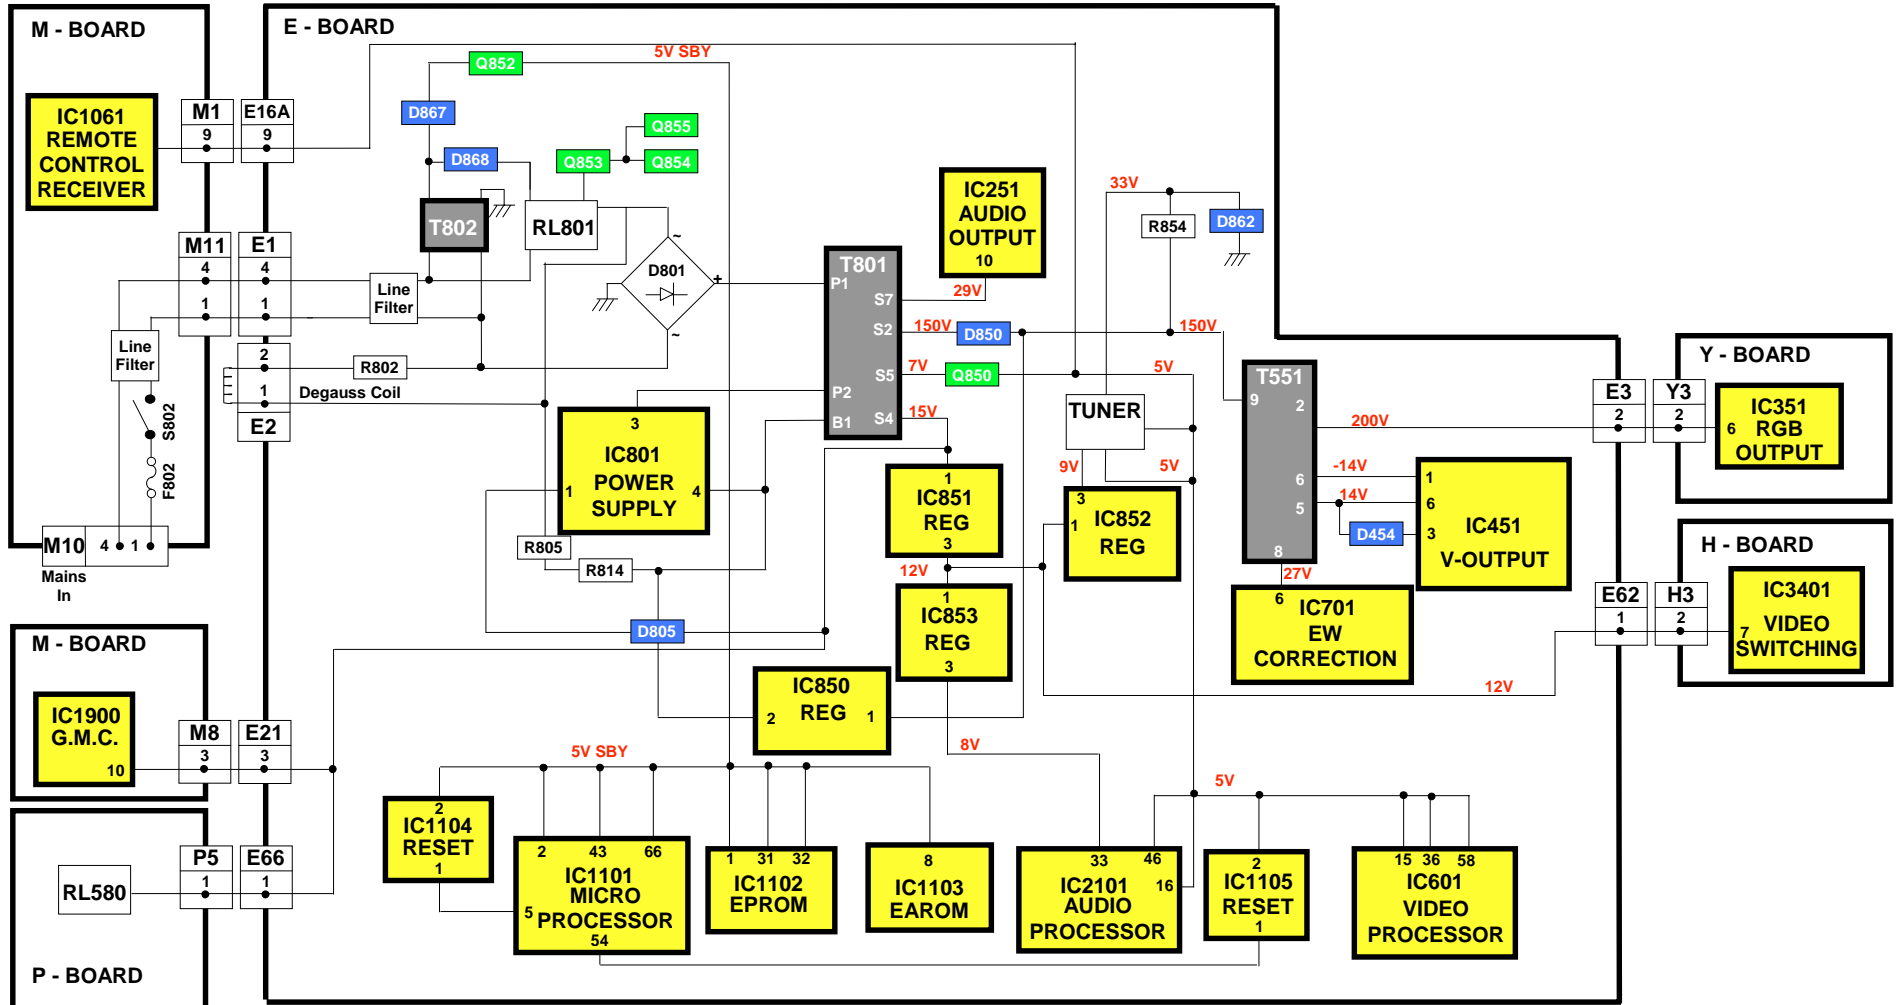 M - BOARD
E - BOARD
5V SBY
Q852
IC1061
REMOTE
CONTROL
RECEIVER
M1
9
E16A
9
D867
D868
Q855
Q853
Q854
T802
RL801
IC251
AUDIO
OUTPUT
10
33V
R854
D862
M11
4
1
E1
4
1
Line
Filter
D801
~
+
~
T801
P1
S7
S2
S5
P2
B1
S4
29V
150V
D850
150V
7V
Q850
5V
15V
Line
Filter
2
1
E2
R802
Degauss Coil
S802
F802
M10
4
1
Mains
In
3
IC801
POWER
SUPPLY
1
4
R805
R814
D805
TUNER
9V
5V
1
IC851
REG
3
3
1
IC852
REG
12V
1
IC853
REG
3
T551
9
2
6
5
8
200V
-14V
14V
D454
1
6
3
IC451
V-OUTPUT
27V
6
IC701
EW
CORRECTION
E3
2
Y3
2
Y - BOARD
6
IC351
RGB
OUTPUT
H - BOARD
E62
1
H3
2
7
IC3401
VIDEO
SWITCHING
12V
M - BOARD
IC1900
G.M.C.
10
M8
3
E21
3
IC850
REG
2
1
8V
5V SBY
5V
2
IC1104
RESET
1
2
43
66
IC1101
MICRO
PROCESSOR
5
54
1
31
32
IC1102
EPROM
8
IC1103
EAROM
33
46
16
IC2101
AUDIO
PROCESSOR
2
IC1105
RESET
1
15
36
58
IC601
VIDEO
PROCESSOR
RL580
P5
1
E66
1
P - BOARD